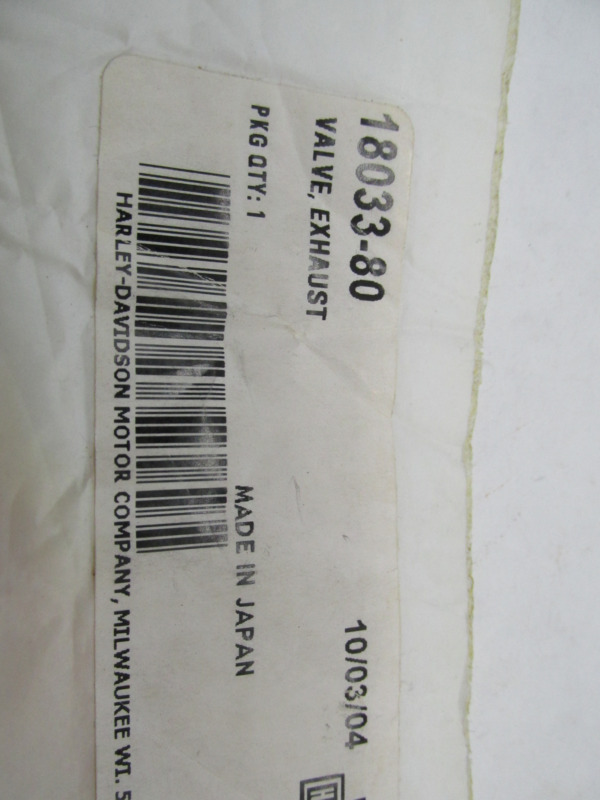 18033-80 10/03/04
VALVE, EXHAUST
PKG QTY: 1 MADE IN JAPAN
HARLEY-DAVIDSON MOTOR COMPANY, MILWAUKEE WI. 5